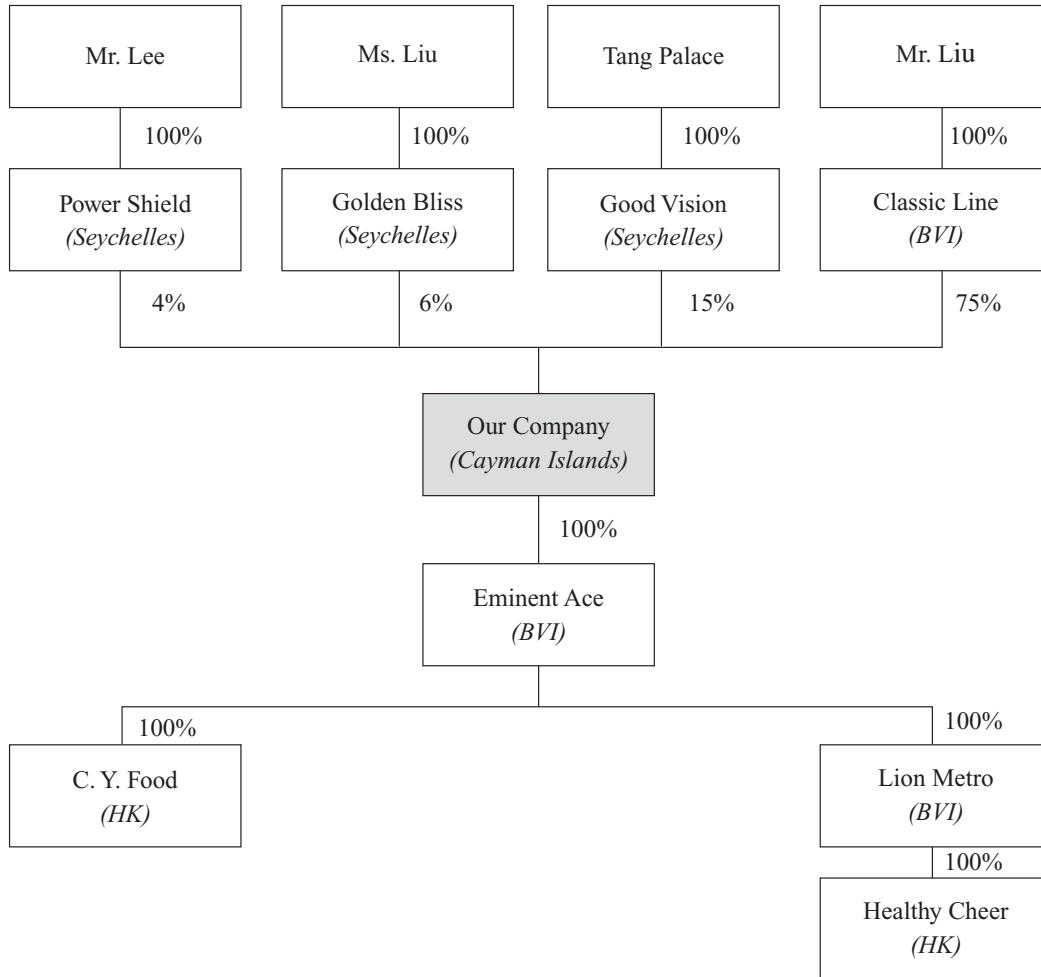 Mr. Lee
Ms. Liu
Tang Palace
Mr. Liu
100%
100%
100%
100%
Power Shield
(Seychelles)
Golden Bliss
(Seychelles)
Good Vision
(Seychelles)
Classic Line
(BVI)
4%
6%
15%
75%
Our Company
(Cayman Islands)
100%
Eminent Ace
(BVI)
100%
100%
C. Y. Food
(HK)
Lion Metro
(BVI)
100%
Healthy Cheer
(HK)